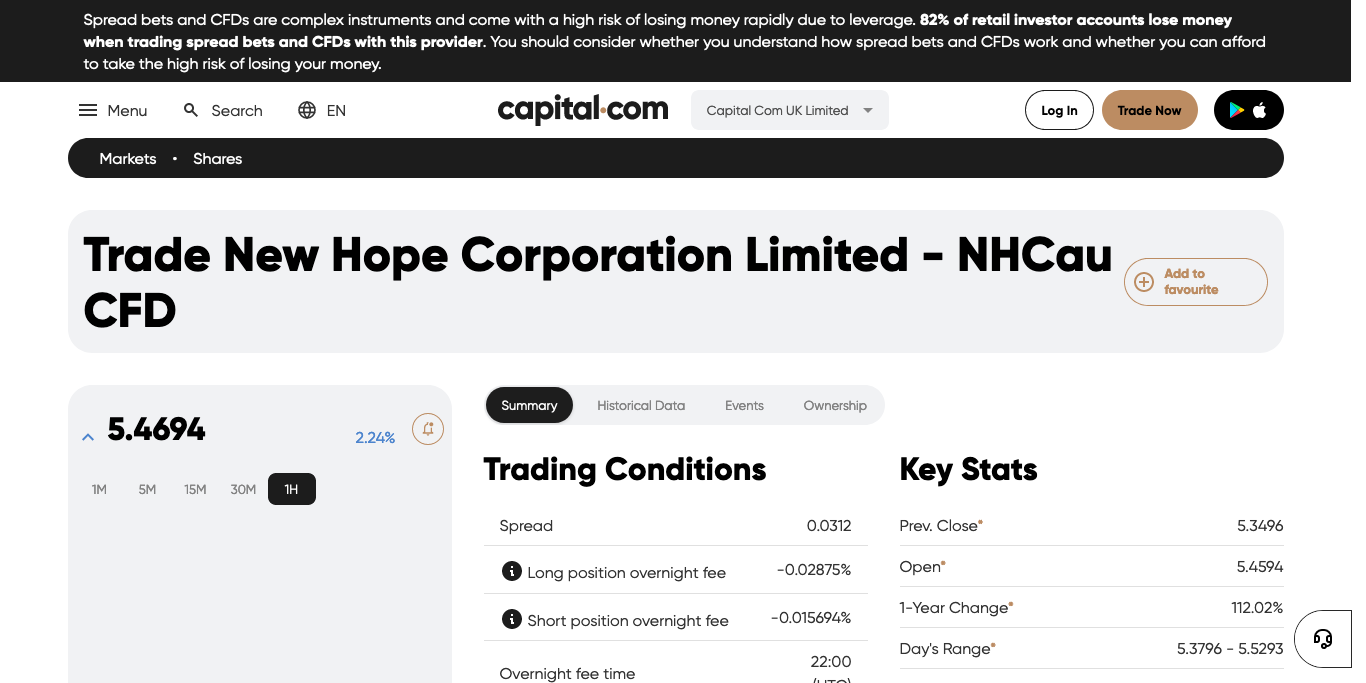 Spread bets and CFDs are complex instruments and come with a high risk of losing money rapidly due to leverage. 82% of retail investor accounts lose money
when trading spread bets and CFDs with this provider. You should consider whether you understand how spread bets and CFDs work and whether you can afford
to take the high risk of losing your money.
Menu Search EN capital.com Capital Com UK Limited Log In Trade Now
Markets • Shares
Trade New Hope Corporation Limited - NHCau
CFD
Add to
favourite
5.4694 2.24%
1M 5M 15M 30M 1H
Summary Historical Data Events Ownership
Trading Conditions
Spread 0.0312
Long position overnight fee -0.02875%
Short position overnight fee -0.015694%
Overnight fee time 22:00
(UTC)
Key Stats
Prev. Close* 5.3496
Open* 5.4594
1-Year Change* 112.02%
Day's Range* 5.3796 - 5.5293